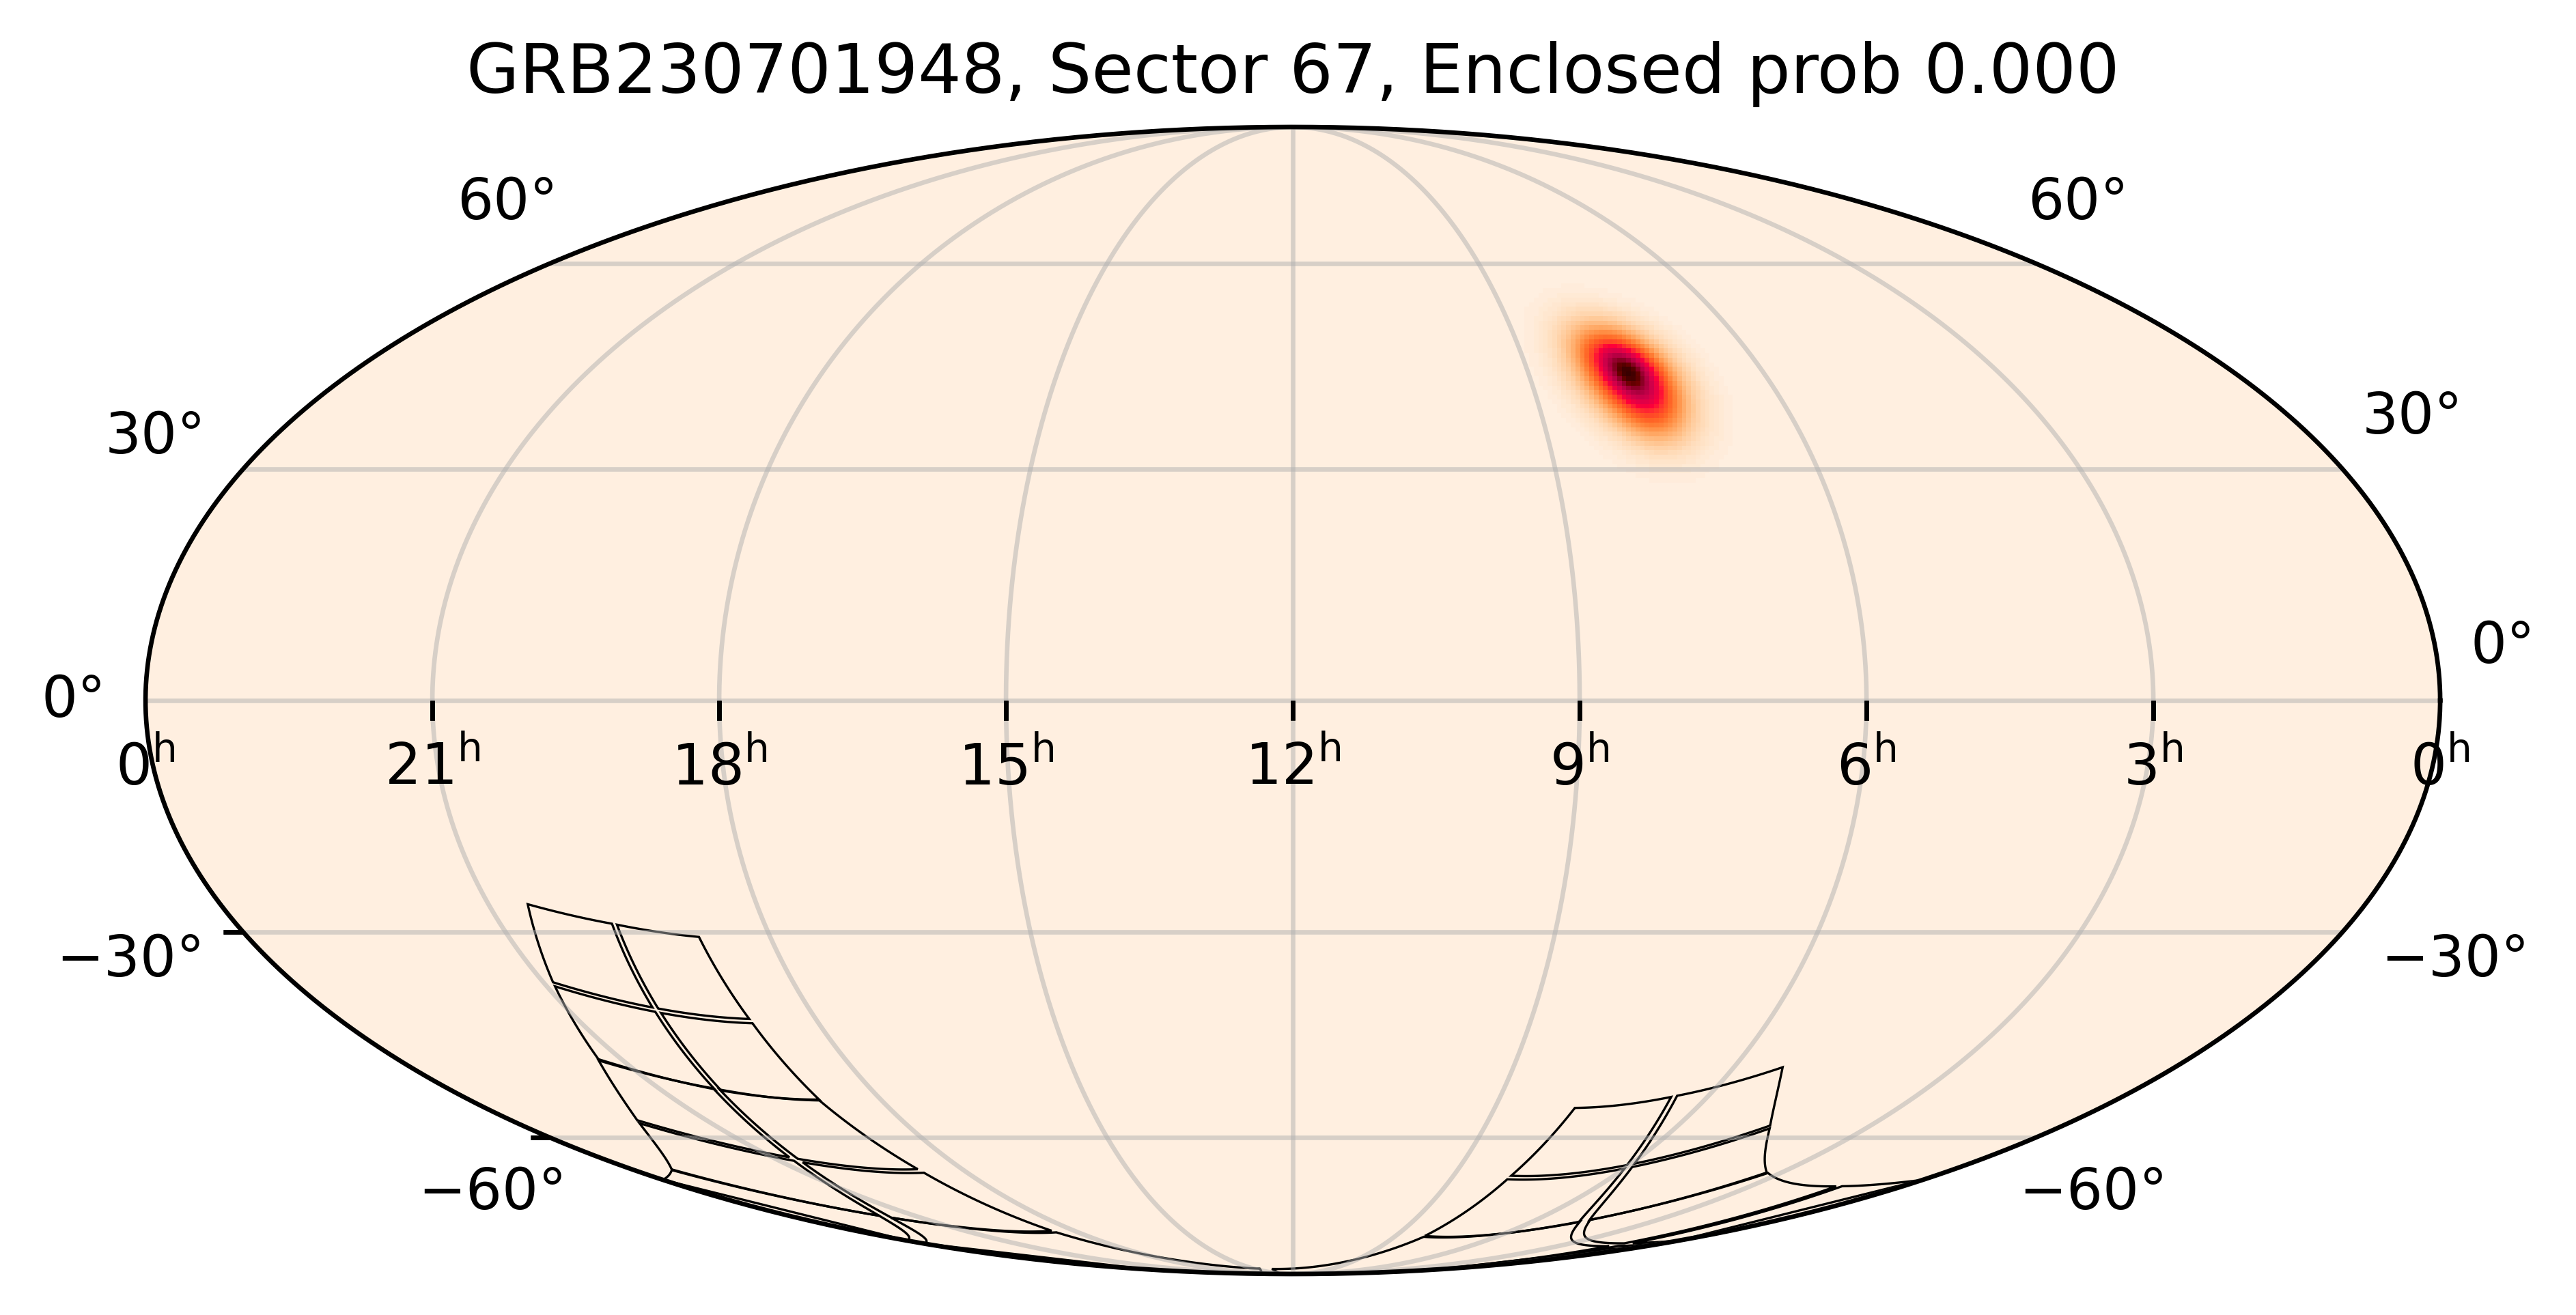 GRB230701948, Sector 67, Enclosed prob 0.000
60° 60°
30° 30°
0° 0°
0ʰ 21ʰ 18ʰ 15ʰ 12ʰ 9ʰ 6ʰ 3ʰ 0ʰ
−30° −30°
−60° −60°